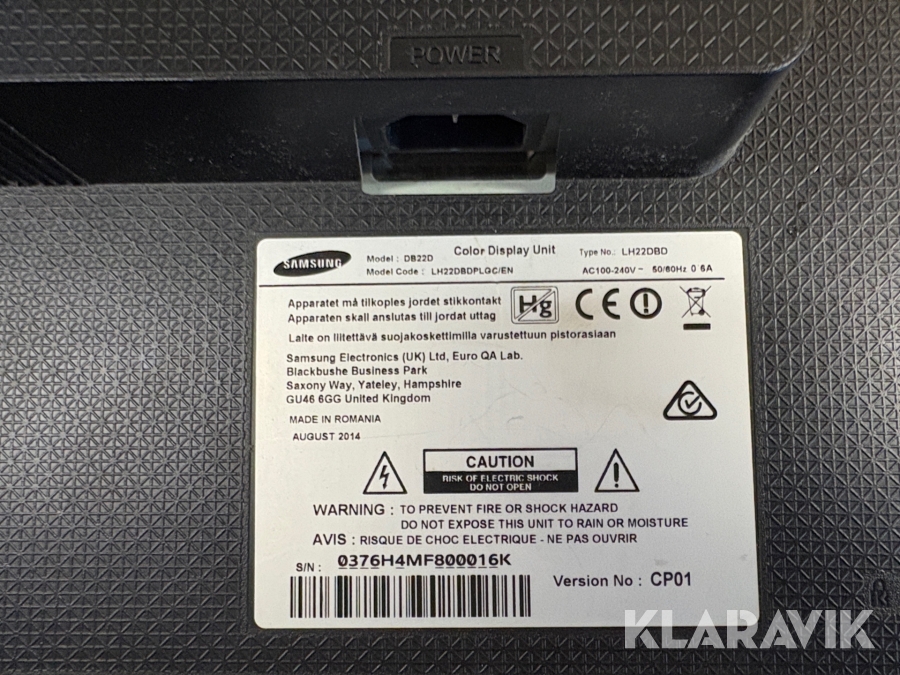 POWER
SAMSUNG
Color Display Unit
Model : DB22D
Type No.: LH22DBD
Model Code : LH22DBDPLGC/EN
AC100-240V~ 50/60Hz 0.6A
Apparatet må tilkoples jordet stikkontakt
Apparaten skall anslutas till jordat uttag
Hg
CE
Laite on liitettävä suojakoskettimilla varustettuun pistorasiaan
Samsung Electronics (UK) Ltd, Euro QA Lab.
Blackbushe Business Park
Saxony Way, Yateley, Hampshire
GU46 6GG United Kingdom
MADE IN ROMANIA
AUGUST 2014
CAUTION
RISK OF ELECTRIC SHOCK
DO NOT OPEN
WARNING : TO PREVENT FIRE OR SHOCK HAZARD
DO NOT EXPOSE THIS UNIT TO RAIN OR MOISTURE
AVIS : RISQUE DE CHOC ELECTRIQUE - NE PAS OUVRIR
S/N : 0376H4MF800016K
Version No : CP01
KLARAVIK